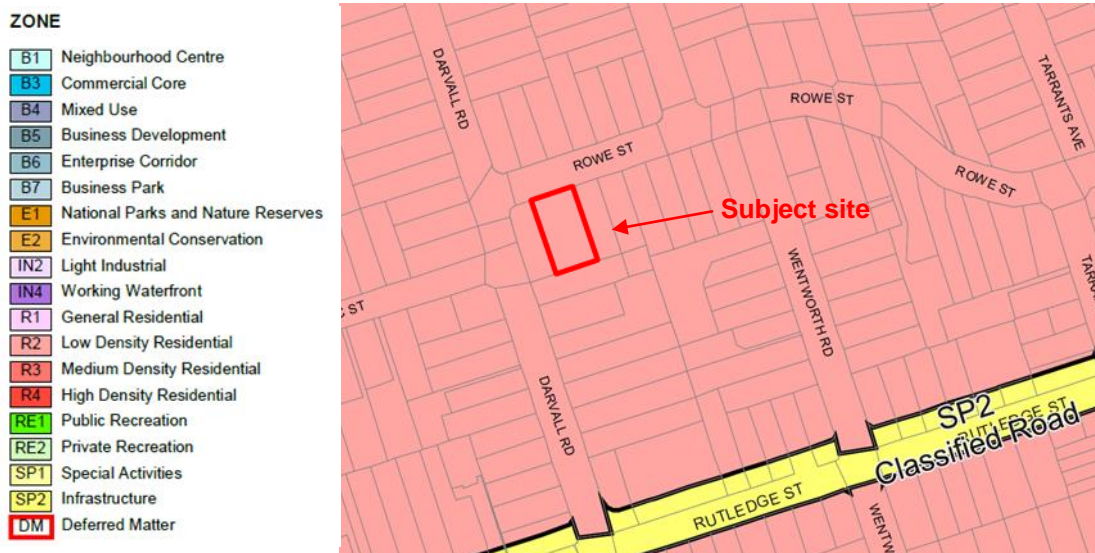 ZONE
B1 Neighbourhood Centre
B3 Commercial Core
B4 Mixed Use
B5 Business Development
B6 Enterprise Corridor
B7 Business Park
E1 National Parks and Nature Reserves
E2 Environmental Conservation
IN2 Light Industrial
IN4 Working Waterfront
R1 General Residential
R2 Low Density Residential
R3 Medium Density Residential
R4 High Density Residential
RE1 Public Recreation
RE2 Private Recreation
SP1 Special Activities
SP2 Infrastructure
DM Deferred Matter
DARVALL RD
ROWE ST
TARRANTS AVE
ROWE ST
ROWE ST
Subject site
WENTWORTH RD
TARRA
C ST
DARVALL RD
SP2
Classified Road
RUTLEDGE ST
RUTLEDGE ST
WENTW